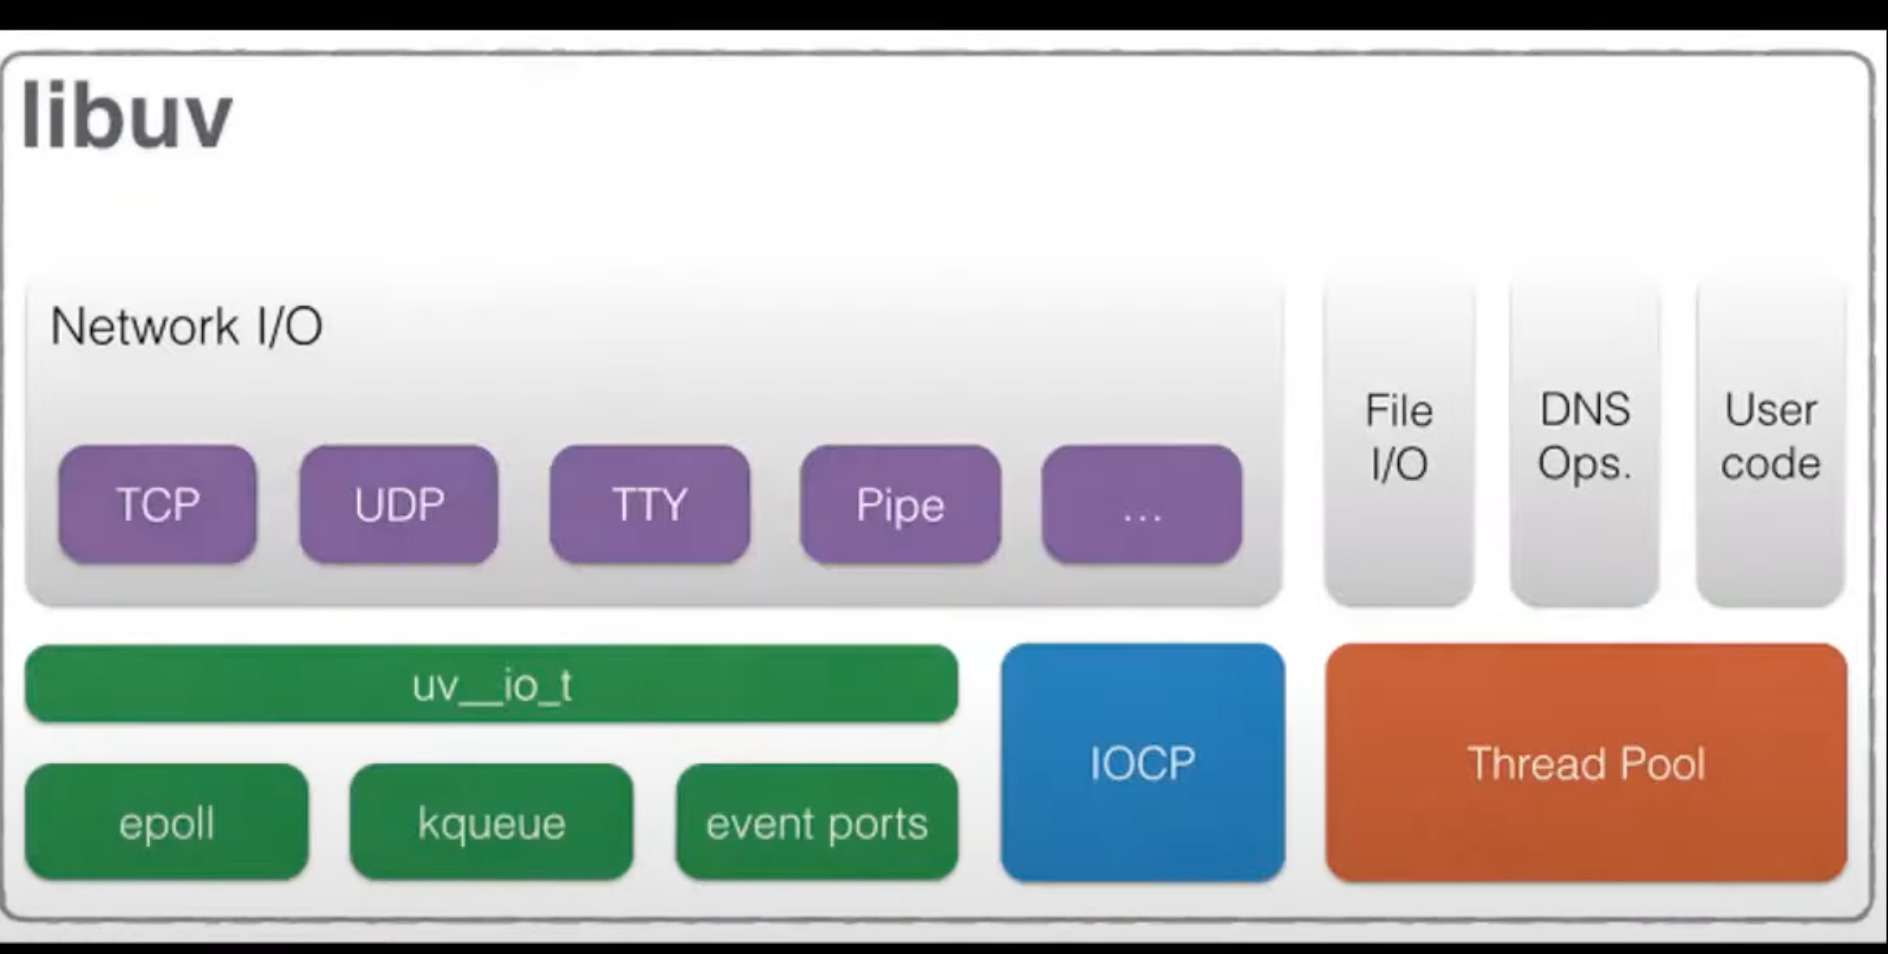 libuv
Network I/O
TCP
UDP
TTY
Pipe
...
File
I/O
DNS
Ops.
User
code
uv__io_t
epoll
kqueue
event ports
IOCP
Thread Pool